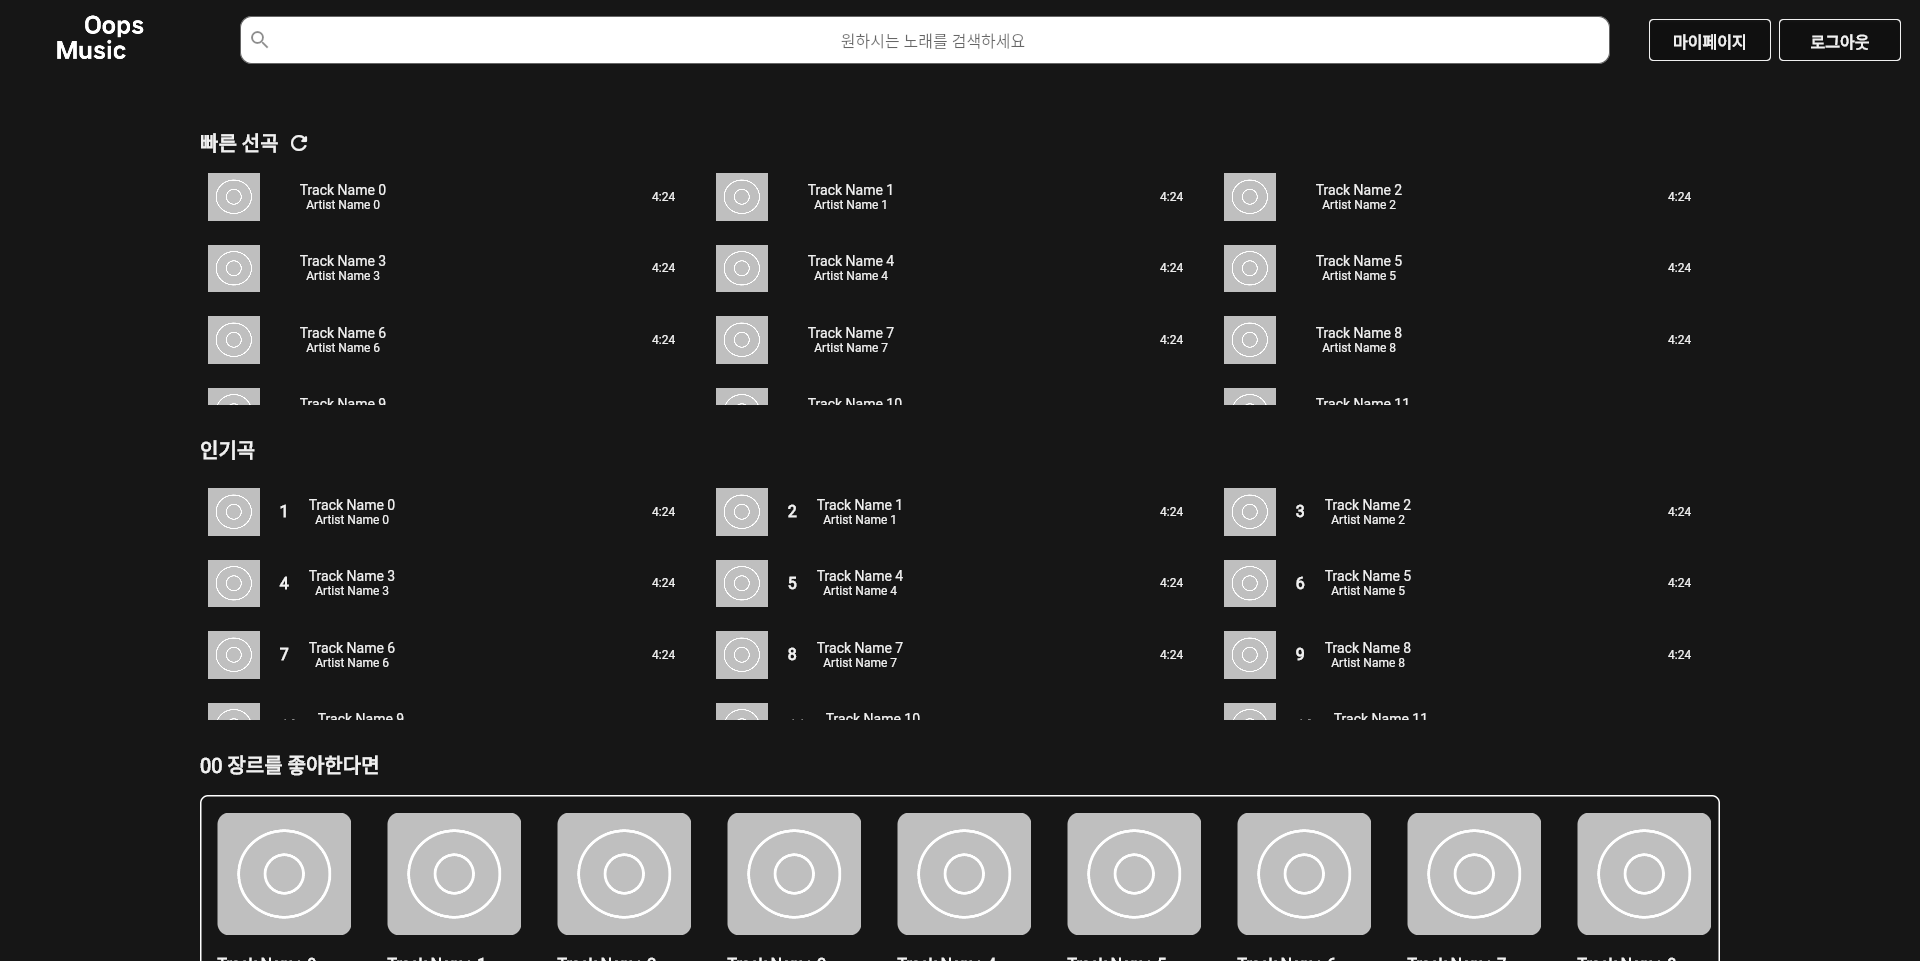 Oops
Music
원하시는 노래를 검색하세요
마이페이지
로그아웃
빠른 선곡
Track Name 0
Artist Name 0
4:24
Track Name 1
Artist Name 1
4:24
Track Name 2
Artist Name 2
4:24
Track Name 3
Artist Name 3
4:24
Track Name 4
Artist Name 4
4:24
Track Name 5
Artist Name 5
4:24
Track Name 6
Artist Name 6
4:24
Track Name 7
Artist Name 7
4:24
Track Name 8
Artist Name 8
4:24
Track Name 9
Track Name 10
Track Name 11
인기곡
1
Track Name 0
Artist Name 0
4:24
2
Track Name 1
Artist Name 1
4:24
3
Track Name 2
Artist Name 2
4:24
4
Track Name 3
Artist Name 3
4:24
5
Track Name 4
Artist Name 4
4:24
6
Track Name 5
Artist Name 5
4:24
7
Track Name 6
Artist Name 6
4:24
8
Track Name 7
Artist Name 7
4:24
9
Track Name 8
Artist Name 8
4:24
Track Name 9
Track Name 10
Track Name 11
00 장르를 좋아한다면